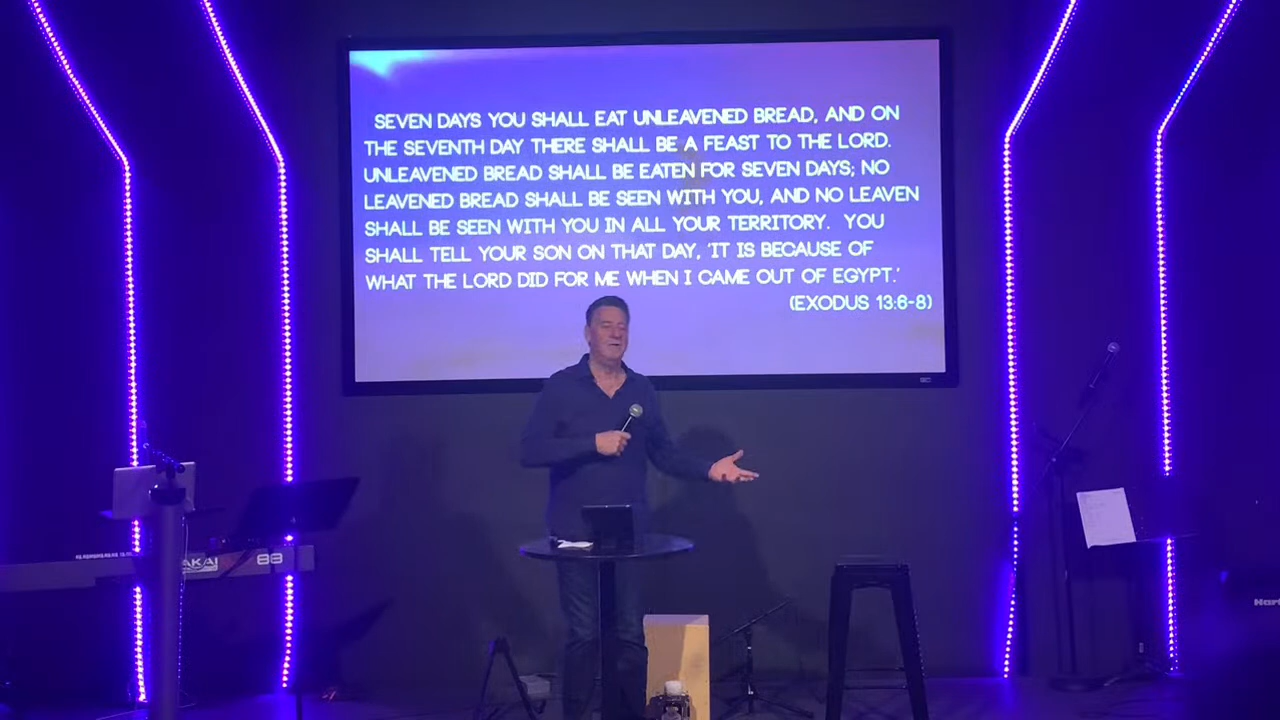 SEVEN DAYS YOU SHALL EAT UNLEAVENED BREAD, AND ON
THE SEVENTH DAY THERE SHALL BE A FEAST TO THE LORD.
UNLEAVENED BREAD SHALL BE EATEN FOR SEVEN DAYS; NO
LEAVENED BREAD SHALL BE SEEN WITH YOU, AND NO LEAVEN
SHALL BE SEEN WITH YOU IN ALL YOUR TERRITORY. YOU
SHALL TELL YOUR SON ON THAT DAY, 'IT IS BECAUSE OF
WHAT THE LORD DID FOR ME WHEN I CAME OUT OF EGYPT.'
(EXODUS 13:6-8)
AKAI
88